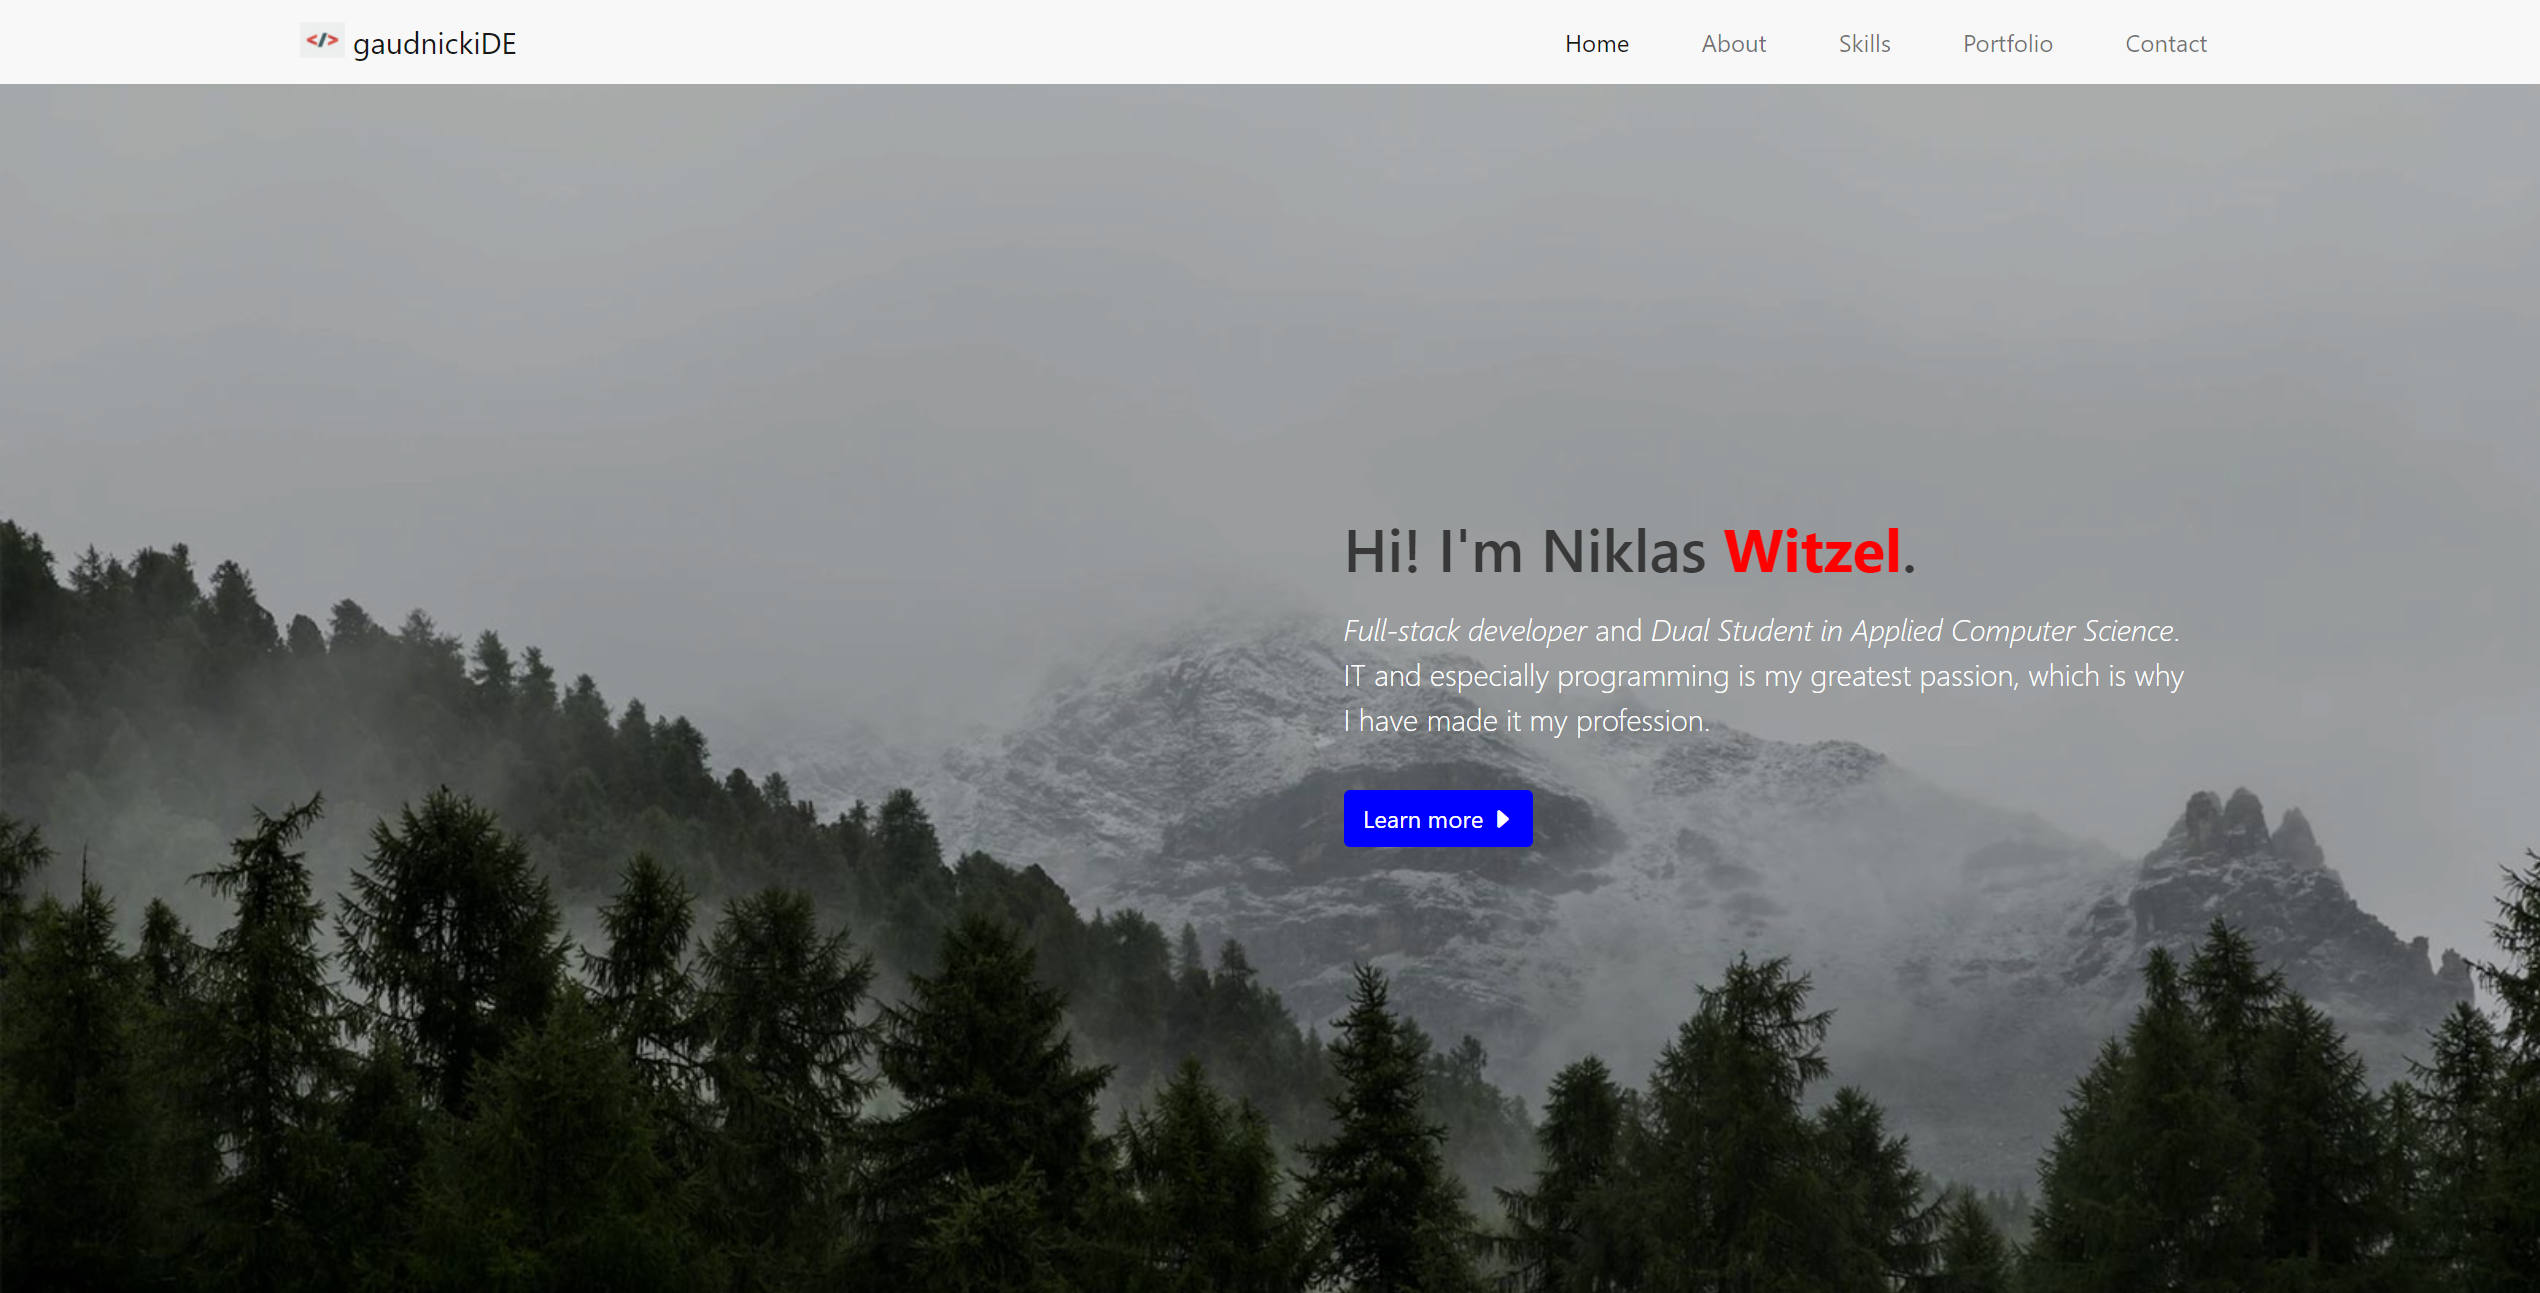 </> gaudnickiDE
Home About Skills Portfolio Contact
Hi! I'm Niklas Witzel.
Full-stack developer and Dual Student in Applied Computer Science.
IT and especially programming is my greatest passion, which is why
I have made it my profession.
Learn more